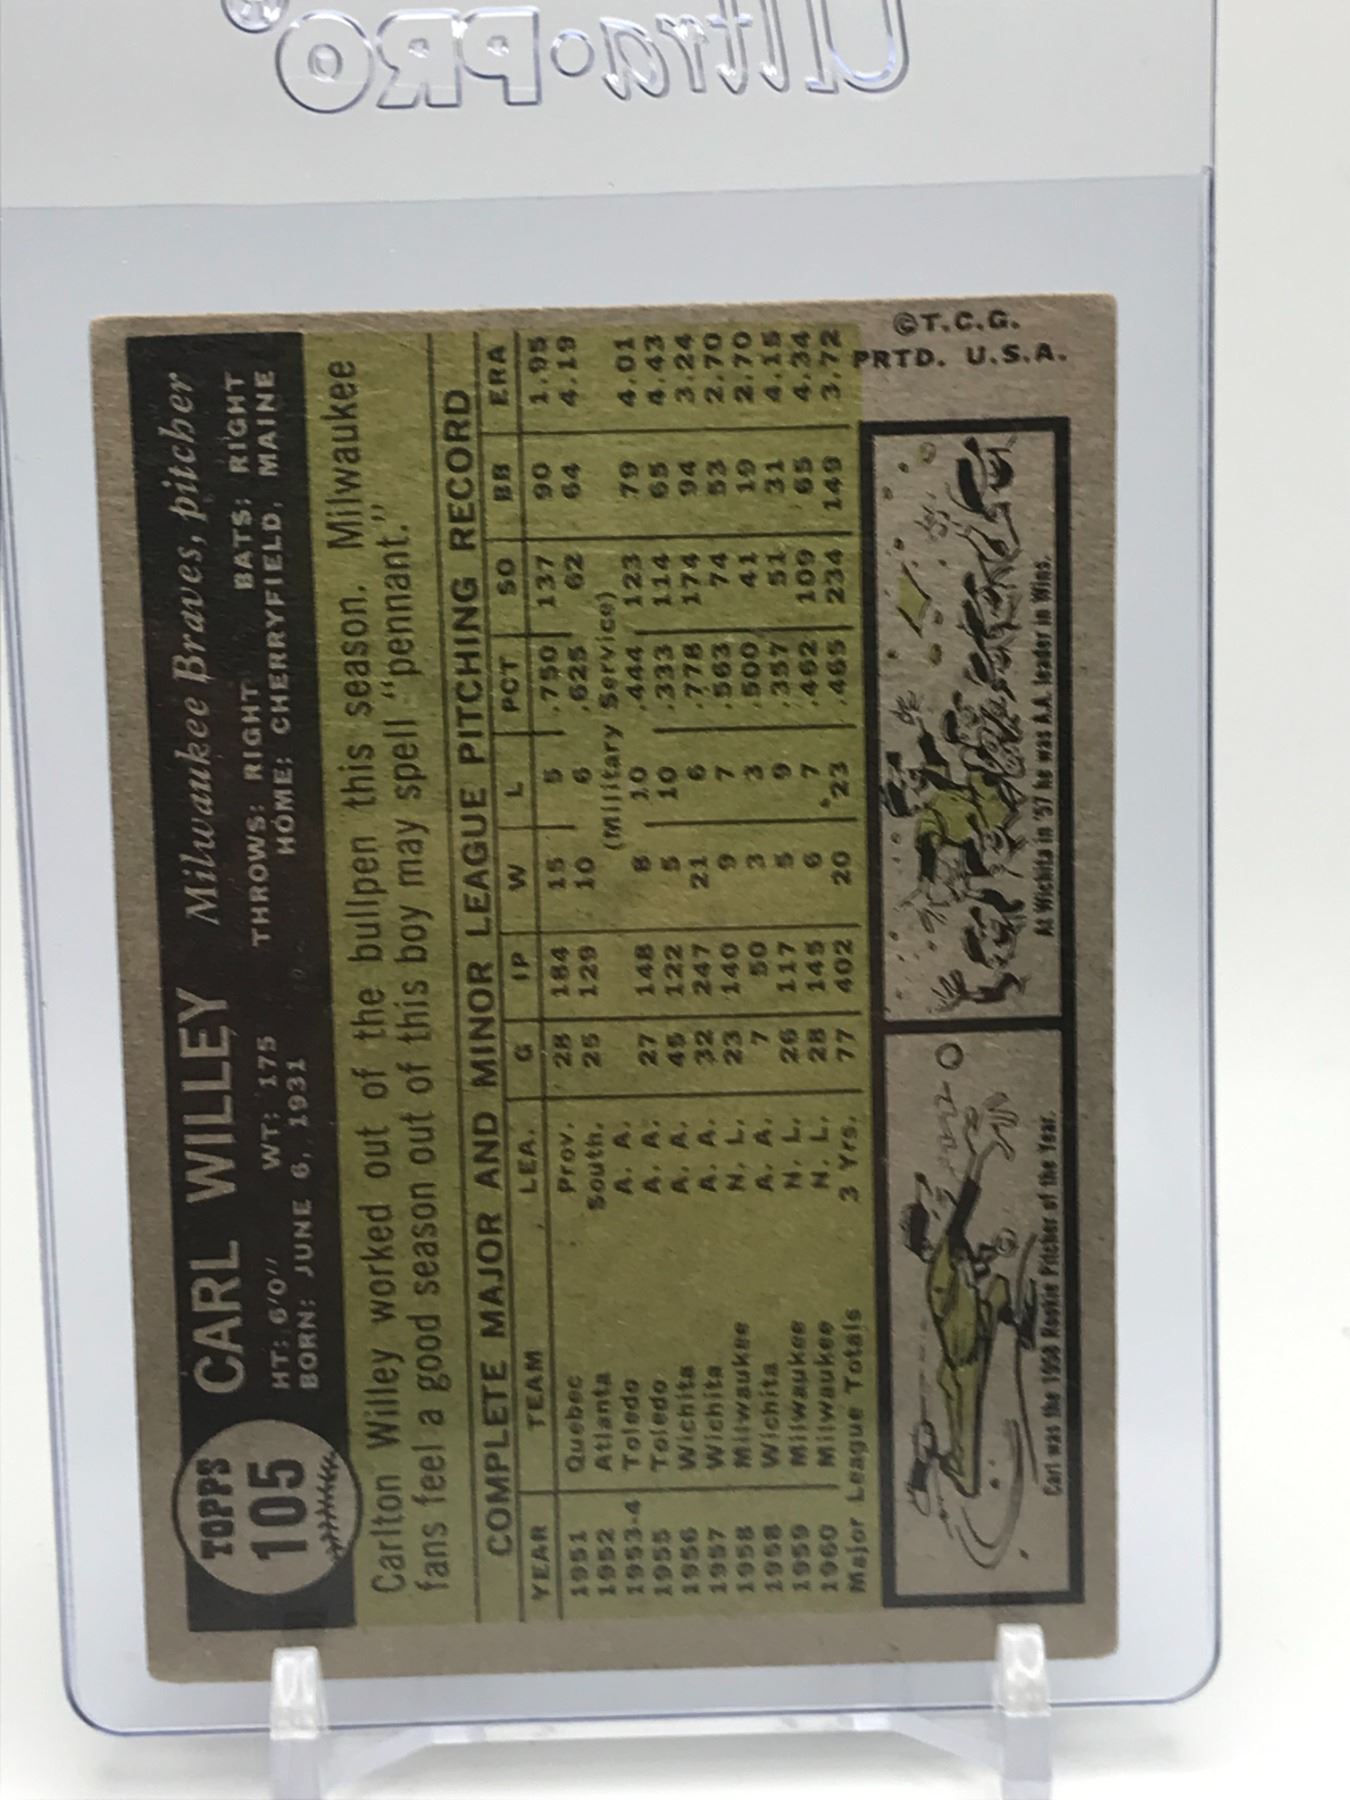 Ultra•PRO®
TOPPS
105
CARL WILLEY Milwaukee Braves, pitcher
HT: 6'0" WT: 175 THROWS: RIGHT BATS: RIGHT
BORN: JUNE 6, 1931 HOME: CHERRYFIELD, MAINE
Carlton Willey worked out of the bullpen this season. Milwaukee
fans feel a good season out of this boy may spell "pennant."
COMPLETE MAJOR AND MINOR LEAGUE PITCHING RECORD
YEAR TEAM LEA. G IP W L PCT SO BB ERA
1951 Quebec Prov. 28 184 15 5 .750 137 90 1.95
1952 Atlanta South. 25 129 10 6 .625 62 64 4.19
1953-4 Toledo A. A. (Military Service)
1955 Toledo A. A. 27 148 8 10 .444 123 79 4.01
1956 Wichita A. A. 45 122 5 10 .333 114 65 4.43
1957 Wichita A. A. 32 247 21 6 .778 174 94 3.24
1958 Milwaukee N. L. 23 140 9 7 .563 74 53 2.70
1958 Wichita A. A. 7 50 3 3 .500 41 19 2.70
1959 Milwaukee N. L. 26 117 5 9 .357 51 31 4.15
1960 Milwaukee N. L. 28 145 6 7 .462 109 65 4.34
Major League Totals 3 Yrs. 77 402 20 23 .465 234 149 3.72
Carl was the 1958 Rookie Pitcher of the Year.
At Wichita in '57 he was A.A. leader in Wins.
©T.C.G.
PRTD. U.S.A.